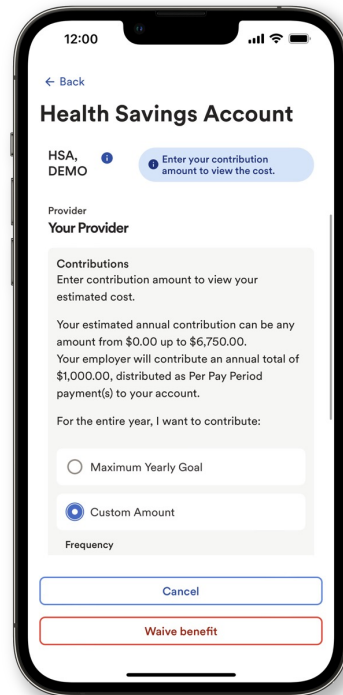 12:00
← Back
Health Savings Account
HSA,
DEMO
Enter your contribution
amount to view the cost.
Provider
Your Provider
Contributions
Enter contribution amount to view your
estimated cost.
Your estimated annual contribution can be any
amount from $0.00 up to $6,750.00.
Your employer will contribute an annual total of
$1,000.00, distributed as Per Pay Period
payment(s) to your account.
For the entire year, I want to contribute:
Maximum Yearly Goal
Custom Amount
Frequency
Cancel
Waive benefit